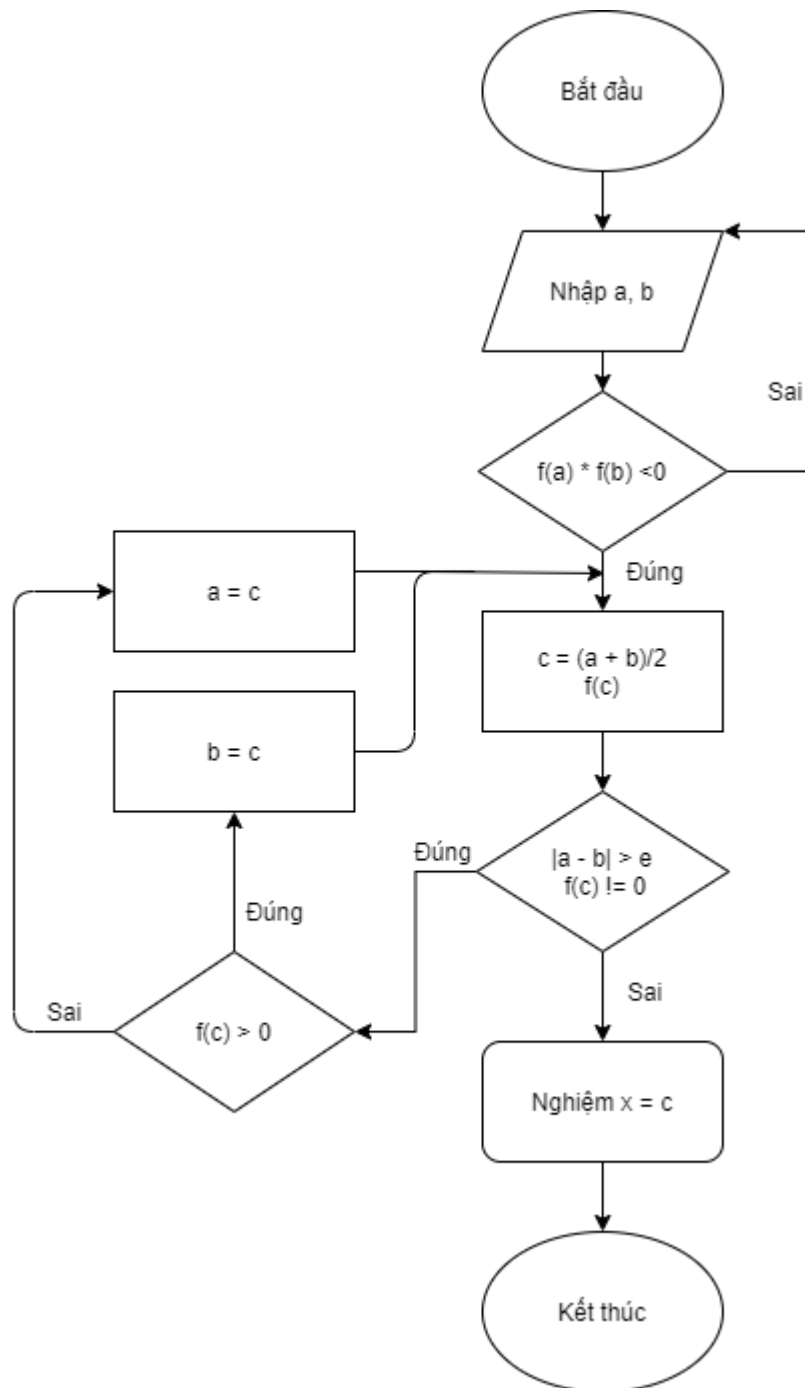 Bắt đầu
Nhập a, b
Sai
f(a) * f(b) <0
Đúng
a = c
c = (a + b)/2
f(c)
b = c
Đúng
|a - b| > e
f(c) != 0
Đúng
Sai
Sai
f(c) > 0
Nghiệm x = c
Kết thúc